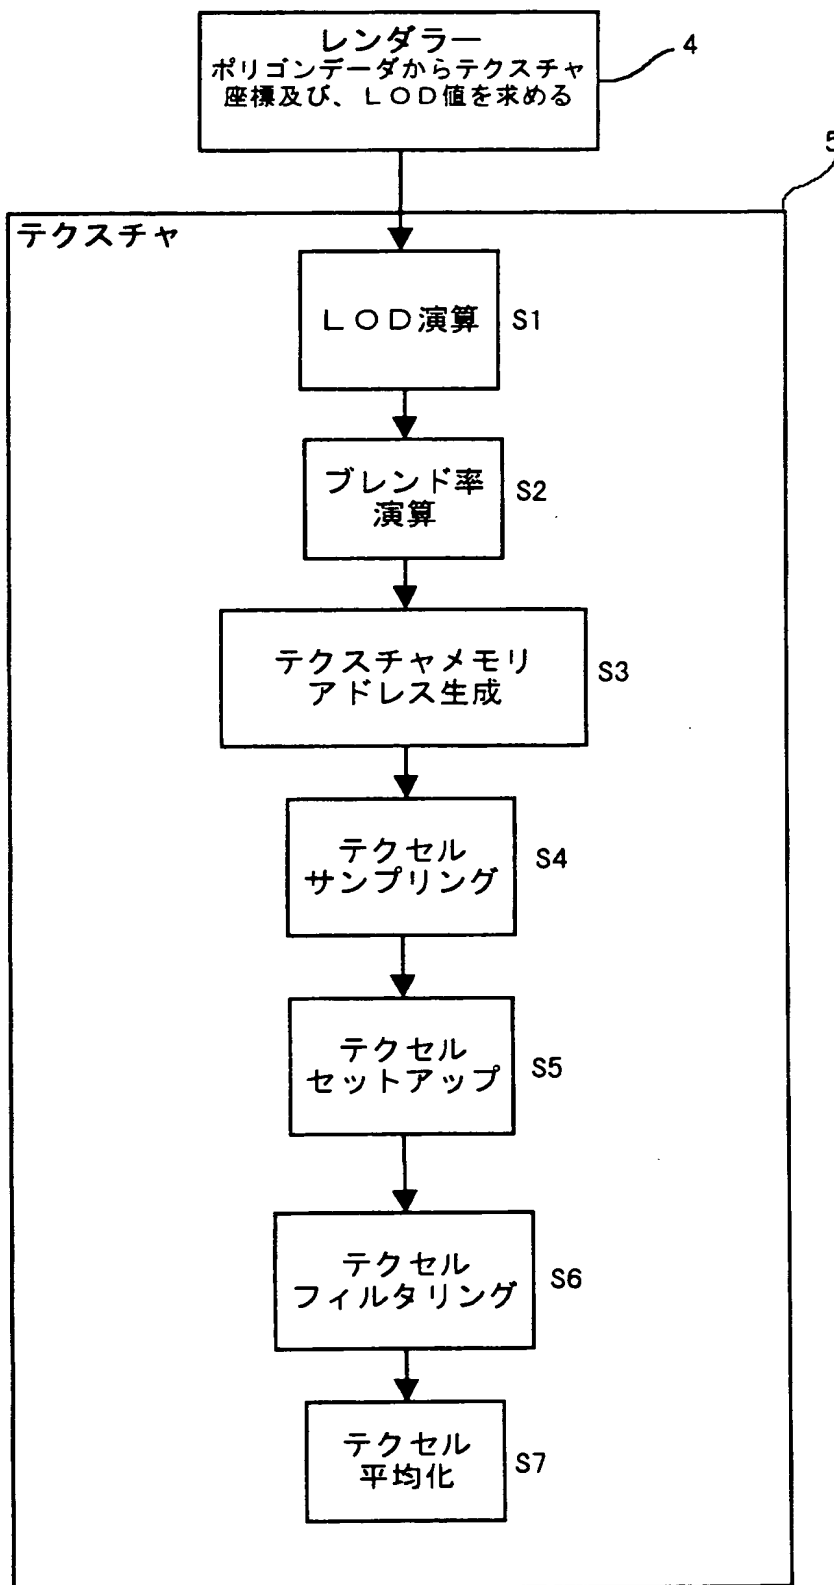 レンダラー
ポリゴンデーダからテクスチャ
座標及び、LOD値を求める
4
5
テクスチャ
LOD演算
S1
ブレンド率
演算
S2
テクスチャメモリ
アドレス生成
S3
テクセル
サンプリング
S4
テクセル
セットアップ
S5
テクセル
フィルタリング
S6
テクセル
平均化
S7